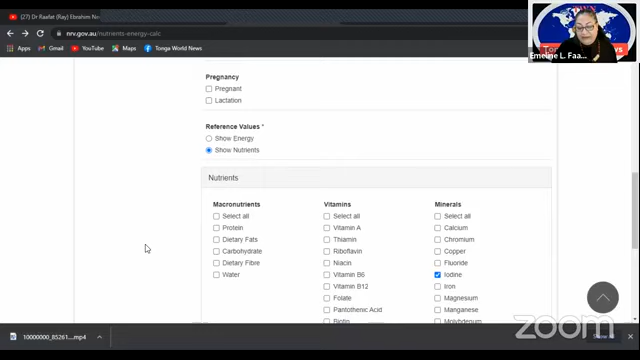 (27) Dr Raafat (Ray) Ebrahim No
nrv.gov.au/nutrients-energy-calc
Apps Gmail YouTube Maps Tonga World News
Emeline L. Faa...
Pregnancy
Pregnant
Lactation
Reference Values *
Show Energy
Show Nutrients
Nutrients
Macronutrients Vitamins Minerals
Select all Select all Select all
Protein Vitamin A Calcium
Dietary Fats Thiamin Chromium
Carbohydrate Riboflavin Copper
Dietary Fibre Niacin Fluoride
Water Vitamin B6 Iodine
Vitamin B12 Iron
Folate Magnesium
Pantothenic Acid Manganese
Biotin Molybdenum
zoom
10000000_85261....mp4
Show All